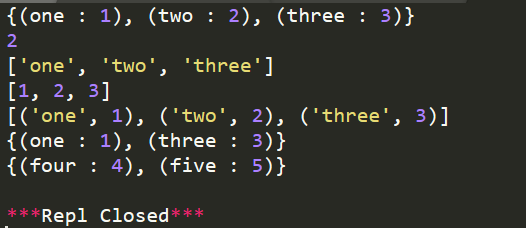 {(one : 1), (two : 2), (three : 3)}
2
['one', 'two', 'three']
[1, 2, 3]
[('one', 1), ('two', 2), ('three', 3)]
{(one : 1), (three : 3)}
{(four : 4), (five : 5)}
***Repl Closed***